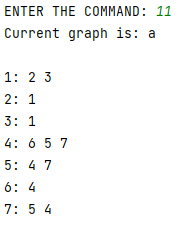 ENTER THE COMMAND: 11
Current graph is: a
1: 2 3
2: 1
3: 1
4: 6 5 7
5: 4 7
6: 4
7: 5 4